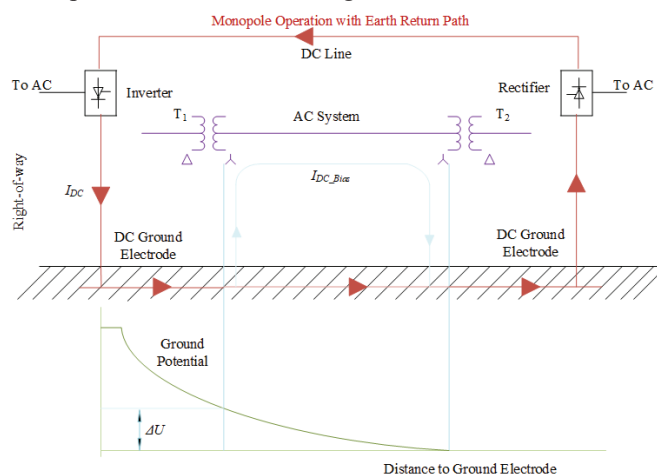 Monopole Operation with Earth Return Path
DC Line
To AC
Inverter
Rectifier
To AC
T1
AC System
T2
Right-of-way
IDC
IDC_Bias
DC Ground
Electrode
DC Ground
Electrode
Ground
Potential
ΔU
Distance to Ground Electrode